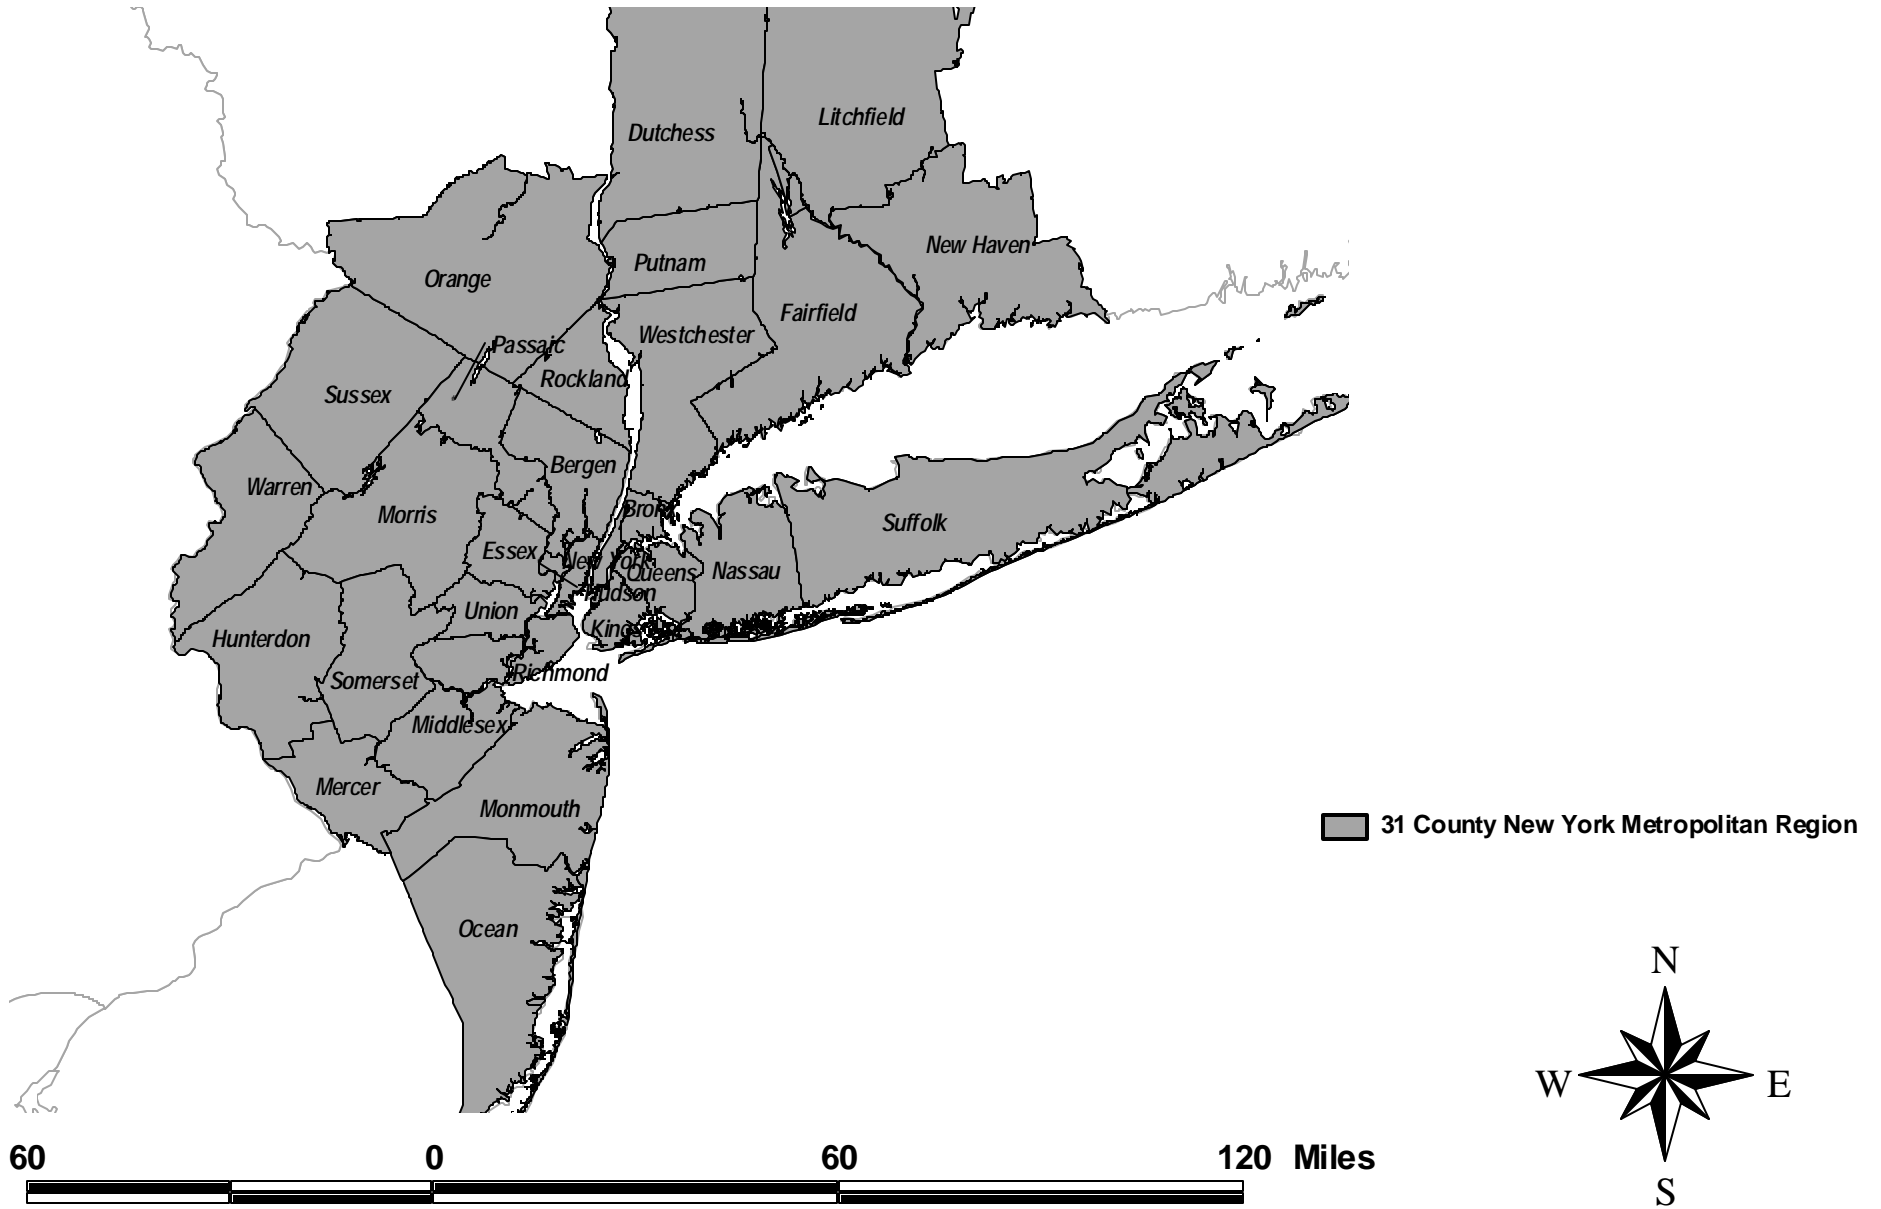 Litchfield
Dutchess
New Haven
Putnam
Orange
Fairfield
Westchester
Passaic
Rockland
Sussex
Bergen
Warren
Bronx
Morris
Suffolk
Essex
New York
Queens
Nassau
Hudson
Union
Kings
Hunterdon
Richmond
Somerset
Middlesex
Mercer
Monmouth
31 County New York Metropolitan Region
Ocean
N
W
E
S
60 0 60 120 Miles